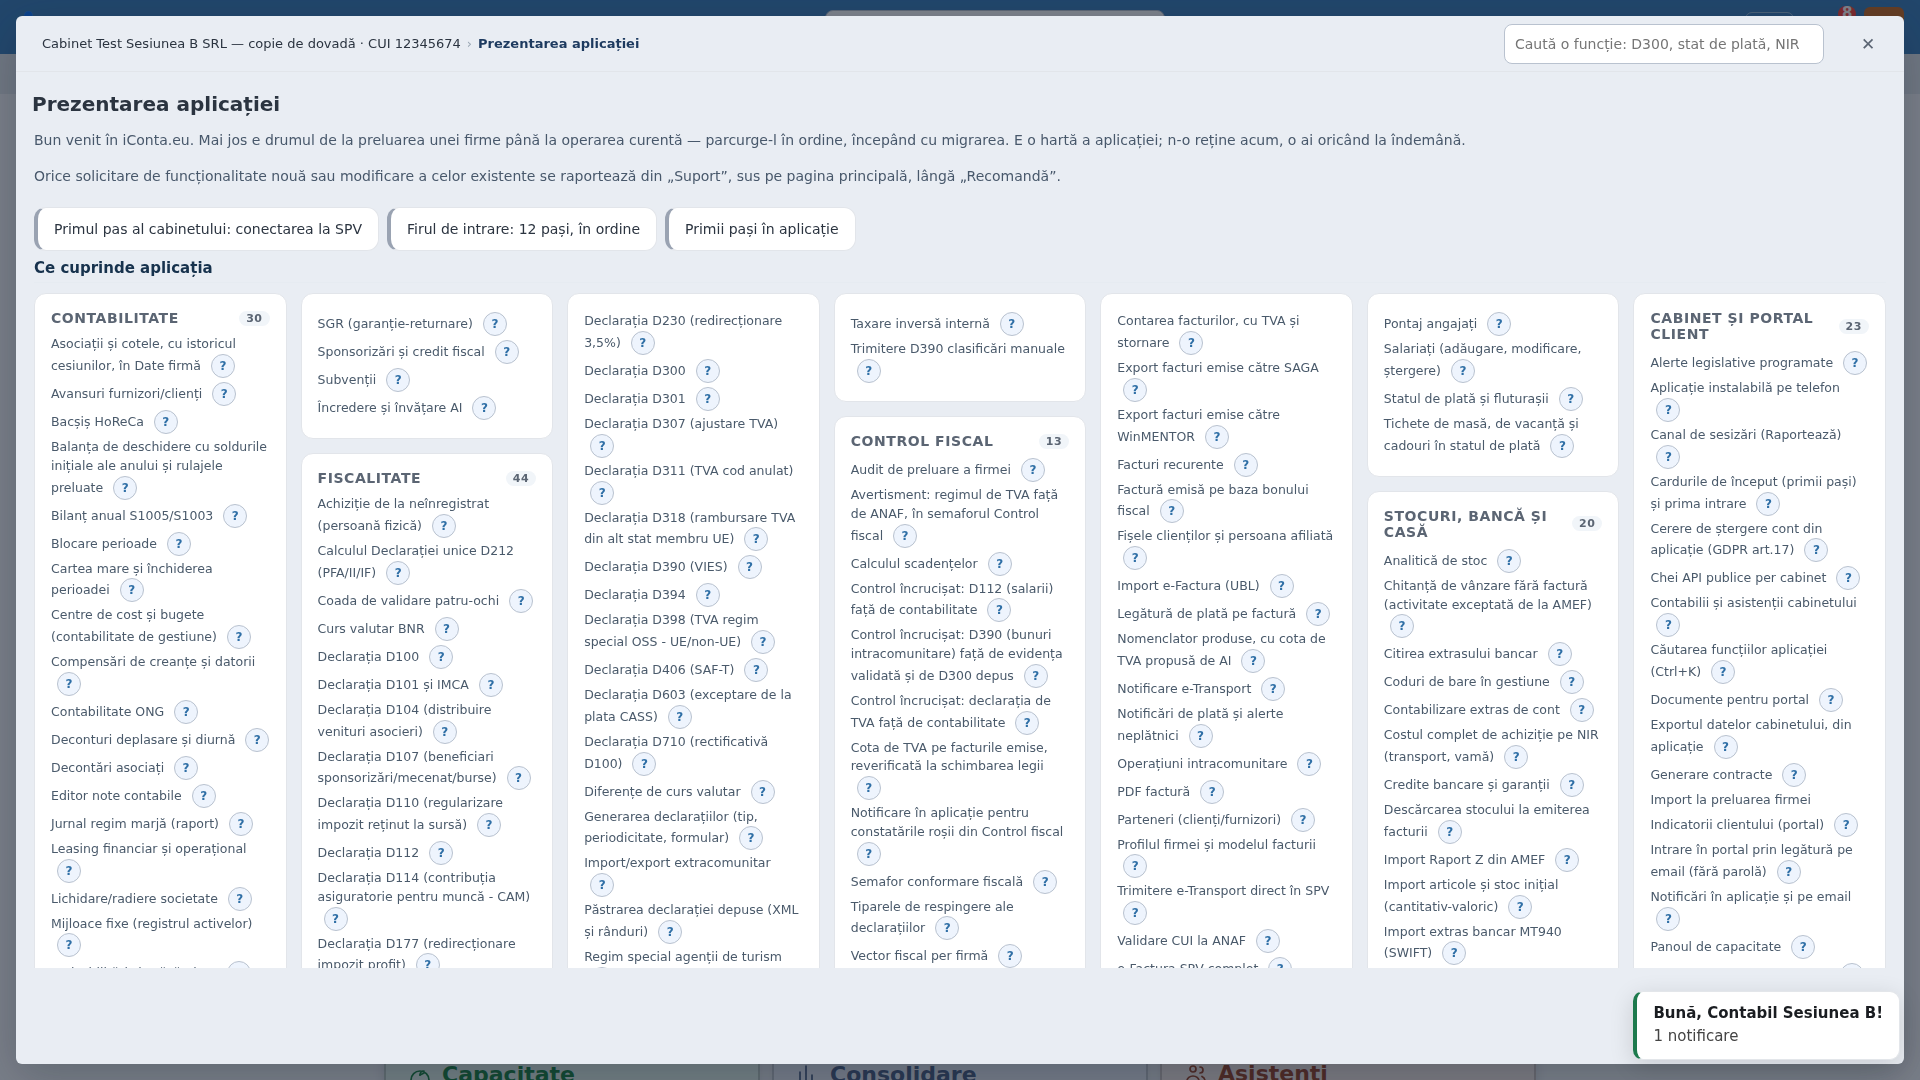 8
Cabinet Test Sesiunea B SRL — copie de dovadă · CUI 12345674 › Prezentarea aplicației
Caută o funcție: D300, stat de plată, NIR
✕
Prezentarea aplicației
Bun venit în iConta.eu. Mai jos e drumul de la preluarea unei firme până la operarea curentă — parcurge-l în ordine, începând cu migrarea. E o hartă a aplicației; n-o reține acum, o ai oricând la îndemână.
Orice solicitare de funcționalitate nouă sau modificare a celor existente se raportează din „Suport”, sus pe pagina principală, lângă „Recomandă”.
Primul pas al cabinetului: conectarea la SPV
Firul de intrare: 12 pași, în ordine
Primii pași în aplicație
Ce cuprinde aplicația
CONTABILITATE 30
Asociații și cotele, cu istoricul
cesiunilor, în Date firmă ?
Avansuri furnizori/clienți ?
Bacșiș HoReCa ?
Balanța de deschidere cu soldurile
inițiale ale anului și rulajele
preluate ?
Bilanț anual S1005/S1003 ?
Blocare perioade ?
Cartea mare și închiderea
perioadei ?
Centre de cost și bugete
(contabilitate de gestiune) ?
Compensări de creanțe și datorii
?
Contabilitate ONG ?
Deconturi deplasare și diurnă ?
Decontări asociați ?
Editor note contabile ?
Jurnal regim marjă (raport) ?
Leasing financiar și operațional
?
Lichidare/radiere societate ?
Mijloace fixe (registrul activelor)
?
SGR (garanție-returnare) ?
Sponsorizări și credit fiscal ?
Subvenții ?
Încredere și învățare AI ?
FISCALITATE 44
Achiziție de la neînregistrat
(persoană fizică) ?
Calculul Declarației unice D212
(PFA/II/IF) ?
Coada de validare patru-ochi ?
Curs valutar BNR ?
Declarația D100 ?
Declarația D101 și IMCA ?
Declarația D104 (distribuire
venituri asocieri) ?
Declarația D107 (beneficiari
sponsorizări/mecenat/burse) ?
Declarația D110 (regularizare
impozit reținut la sursă) ?
Declarația D112 ?
Declarația D114 (contribuția
asiguratorie pentru muncă - CAM)
?
Declarația D177 (redirecționare
impozit profit) ?
Declarația D230 (redirecționare
3,5%) ?
Declarația D300 ?
Declarația D301 ?
Declarația D307 (ajustare TVA)
?
Declarația D311 (TVA cod anulat)
?
Declarația D318 (rambursare TVA
din alt stat membru UE) ?
Declarația D390 (VIES) ?
Declarația D394 ?
Declarația D398 (TVA regim
special OSS - UE/non-UE) ?
Declarația D406 (SAF-T) ?
Declarația D603 (exceptare de la
plata CASS) ?
Declarația D710 (rectificativă
D100) ?
Diferențe de curs valutar ?
Generarea declarațiilor (tip,
periodicitate, formular) ?
Import/export extracomunitar
?
Păstrarea declarației depuse (XML
și rânduri) ?
Regim special agenții de turism
Taxare inversă internă ?
Trimitere D390 clasificări manuale
?
CONTROL FISCAL 13
Audit de preluare a firmei ?
Avertisment: regimul de TVA față
de ANAF, în semaforul Control
fiscal ?
Calculul scadențelor ?
Control încrucișat: D112 (salarii)
față de contabilitate ?
Control încrucișat: D390 (bunuri
intracomunitare) față de evidența
validată și de D300 depus ?
Control încrucișat: declarația de
TVA față de contabilitate ?
Cota de TVA pe facturile emise,
reverificată la schimbarea legii
?
Notificare în aplicație pentru
constatările roșii din Control fiscal
?
Semafor conformare fiscală ?
Tiparele de respingere ale
declarațiilor ?
Vector fiscal per firmă ?
Contarea facturilor, cu TVA și
stornare ?
Export facturi emise către SAGA
?
Export facturi emise către
WinMENTOR ?
Facturi recurente ?
Factură emisă pe baza bonului
fiscal ?
Fișele clienților și persoana afiliată
?
Import e-Factura (UBL) ?
Legătură de plată pe factură ?
Nomenclator produse, cu cota de
TVA propusă de AI ?
Notificare e-Transport ?
Notificări de plată și alerte
neplătnici ?
Operațiuni intracomunitare ?
PDF factură ?
Parteneri (clienți/furnizori) ?
Profilul firmei și modelul facturii
?
Trimitere e-Transport direct în SPV
?
Validare CUI la ANAF ?
e-Factura SPV complet ?
Pontaj angajați ?
Salariați (adăugare, modificare,
ștergere) ?
Statul de plată și fluturașii ?
Tichete de masă, de vacanță și
cadouri în statul de plată ?
STOCURI, BANCĂ ȘI
CASĂ 20
Analitică de stoc ?
Chitanță de vânzare fără factură
(activitate exceptată de la AMEF)
?
Citirea extrasului bancar ?
Coduri de bare în gestiune ?
Contabilizare extras de cont ?
Costul complet de achiziție pe NIR
(transport, vamă) ?
Credite bancare și garanții ?
Descărcarea stocului la emiterea
facturii ?
Import Raport Z din AMEF ?
Import articole și stoc inițial
(cantitativ-valoric) ?
Import extras bancar MT940
(SWIFT) ?
CABINET ȘI PORTAL
CLIENT 23
Alerte legislative programate ?
Aplicație instalabilă pe telefon
?
Canal de sesizări (Raportează)
?
Cardurile de început (primii pași)
și prima intrare ?
Cerere de ștergere cont din
aplicație (GDPR art.17) ?
Chei API publice per cabinet ?
Contabilii și asistenții cabinetului
?
Căutarea funcțiilor aplicației
(Ctrl+K) ?
Documente pentru portal ?
Exportul datelor cabinetului, din
aplicație ?
Generare contracte ?
Import la preluarea firmei
Indicatorii clientului (portal) ?
Intrare în portal prin legătură pe
email (fără parolă) ?
Notificări în aplicație și pe email
?
Panoul de capacitate ?
Bună, Contabil Sesiunea B!
1 notificare
Capacitate
Consolidare
Asistenți